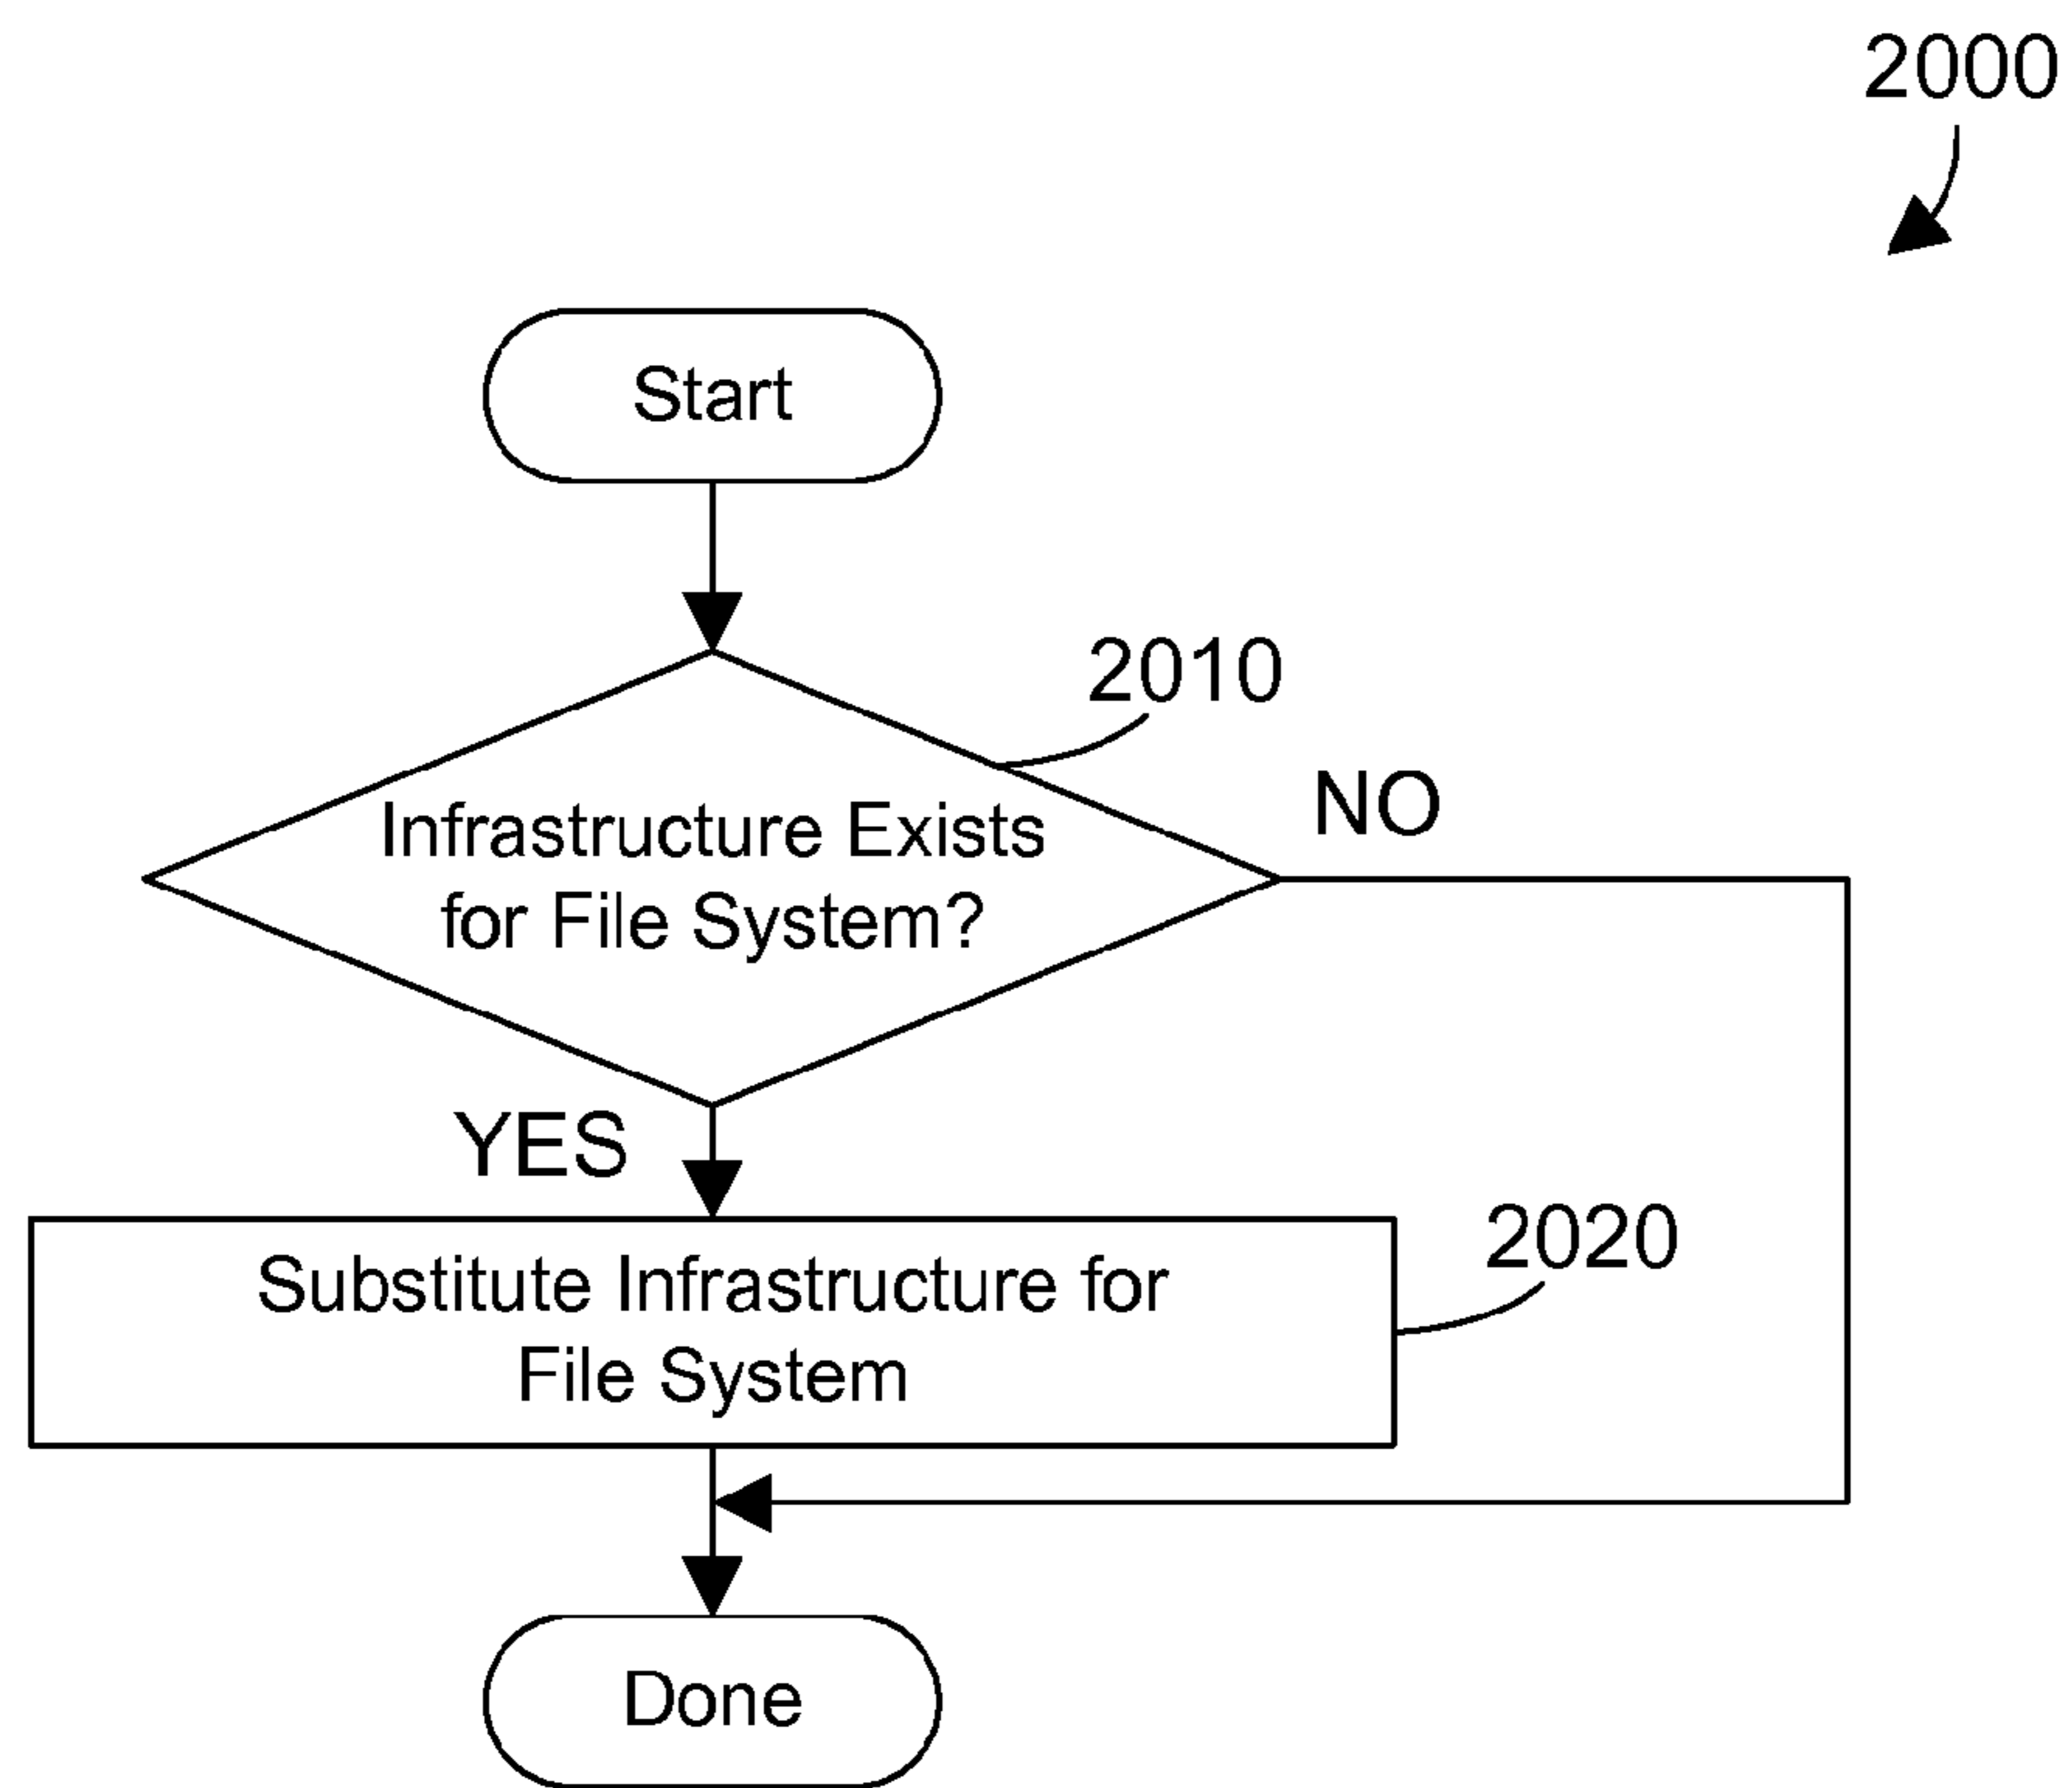 2000
Start
2010
NO
Infrastructure Exists
for File System?
YES
2020
Substitute Infrastructure for
File System
Done